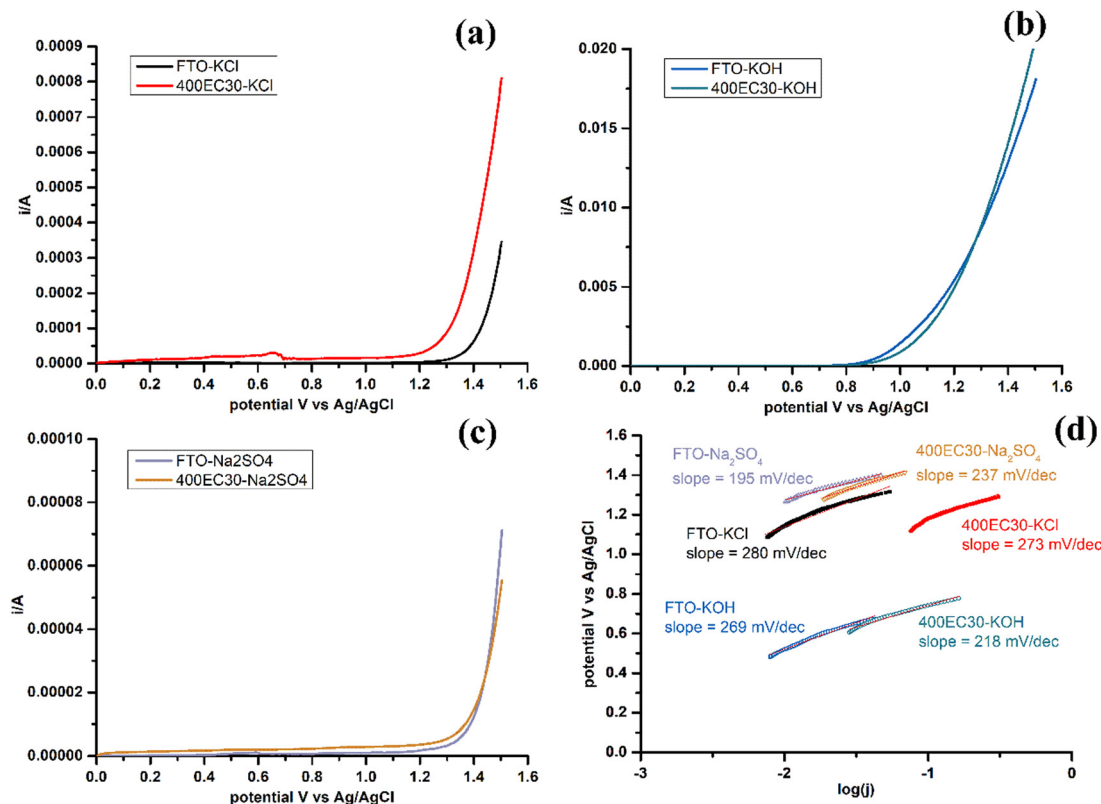 (a)
FTO-KCl
400EC30-KCl
0.0009
0.0008
0.0007
0.0006
0.0005
0.0004
0.0003
0.0002
0.0001
0.0000
i/A
0.0 0.2 0.4 0.6 0.8 1.0 1.2 1.4 1.6
potential V vs Ag/AgCl
(b)
FTO-KOH
400EC30-KOH
0.020
0.015
0.010
0.005
0.000
i/A
0.0 0.2 0.4 0.6 0.8 1.0 1.2 1.4 1.6
potential V vs Ag/AgCl
(c)
FTO-Na2SO4
400EC30-Na2SO4
0.00010
0.00008
0.00006
0.00004
0.00002
0.00000
i/A
0.0 0.2 0.4 0.6 0.8 1.0 1.2 1.4 1.6
potential V vs Ag/AgCl
(d)
1.6
1.4
1.2
1.0
0.8
0.6
0.4
0.2
0.0
potential V vs Ag/AgCl
FTO-Na₂SO₄
slope = 195 mV/dec
400EC30-Na₂SO₄
slope = 237 mV/dec
FTO-KCl
slope = 280 mV/dec
400EC30-KCl
slope = 273 mV/dec
FTO-KOH
slope = 269 mV/dec
400EC30-KOH
slope = 218 mV/dec
-3 -2 -1 0
log(j)